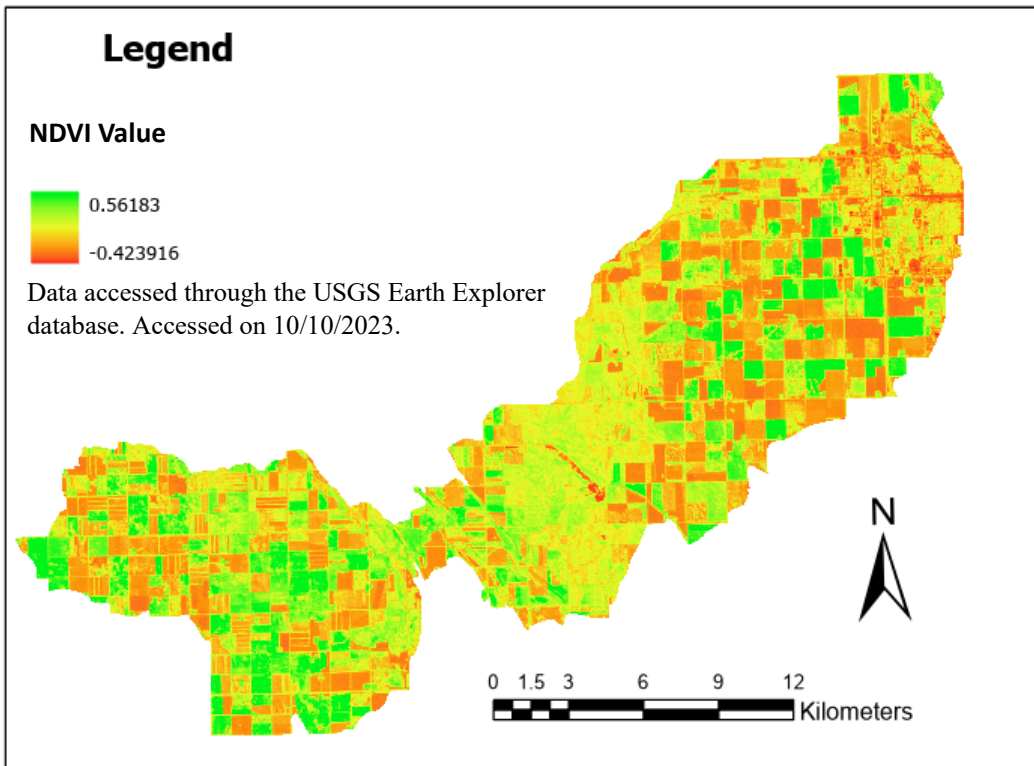 Legend
NDVI Value
0.56183
-0.423916
Data accessed through the USGS Earth Explorer
database. Accessed on 10/10/2023.
N
0 1.5 3 6 9 12
Kilometers